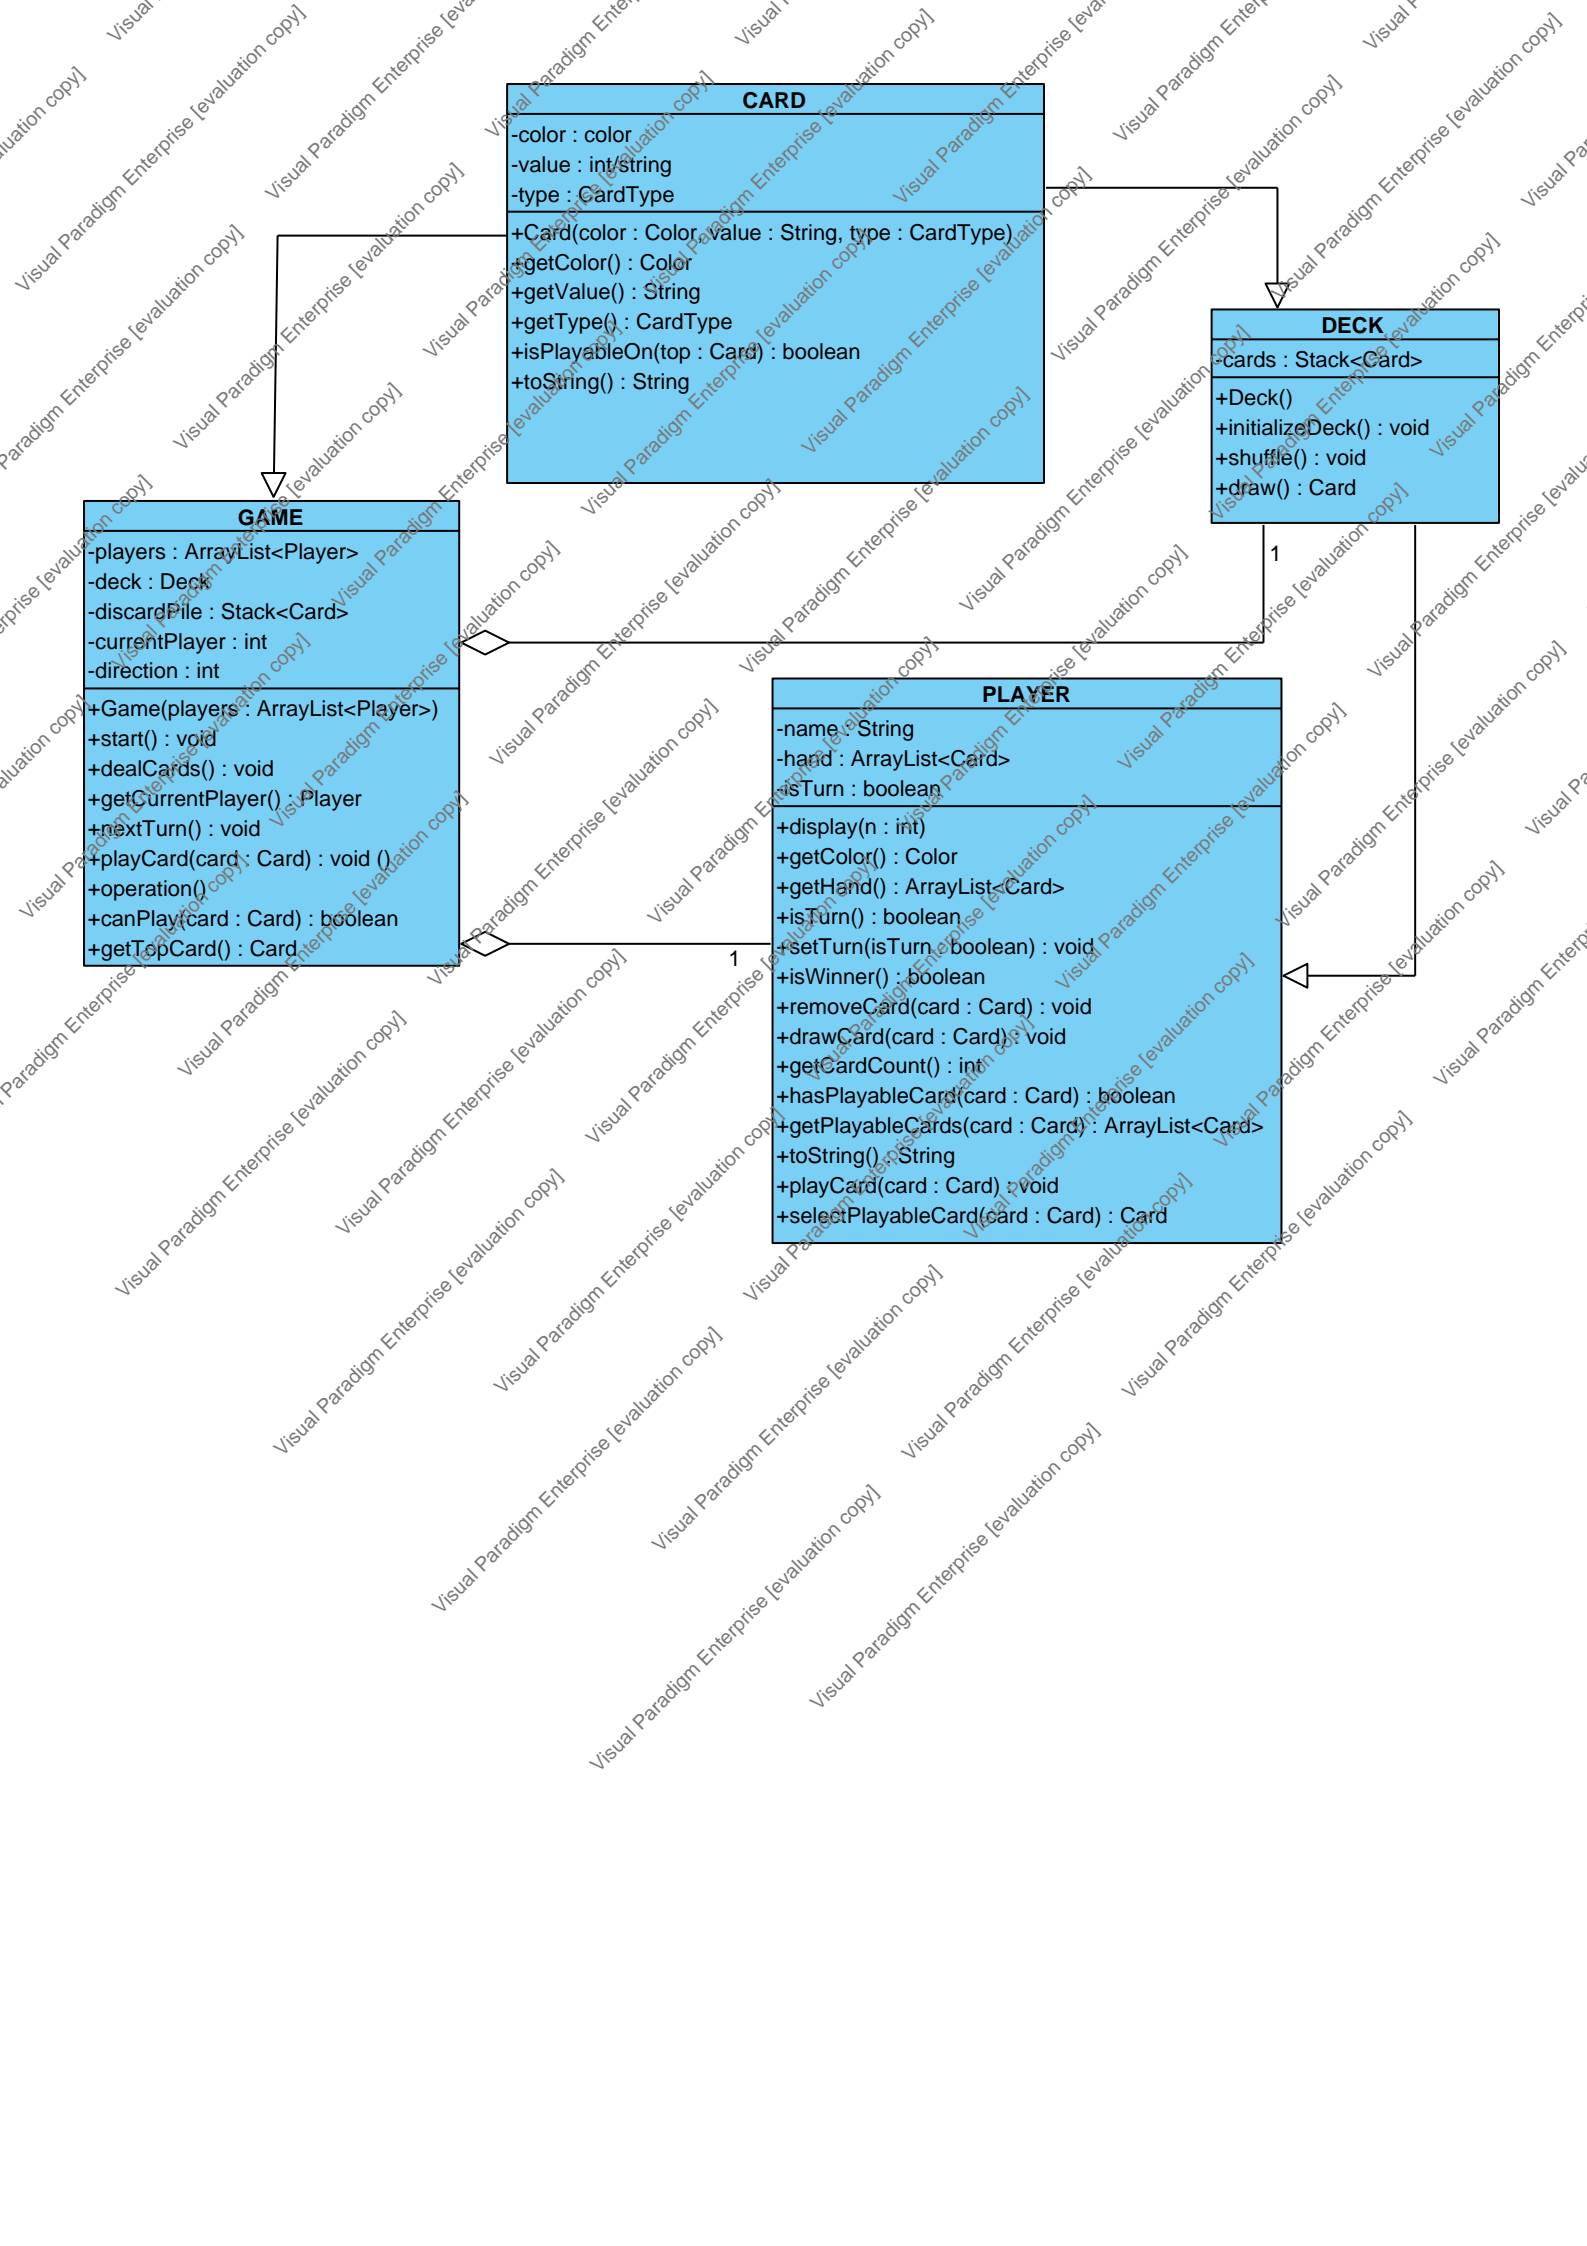 CARD
-color : color
-value : int/string
-type : CardType
+Card(color : Color, value : String, type : CardType)
+getColor() : Color
+getValue() : String
+getType() : CardType
+isPlayableOn(top : Card) : boolean
+toString() : String
DECK
-cards : Stack<Card>
+Deck()
+initializeDeck() : void
+shuffle() : void
+draw() : Card
1
GAME
-players : ArrayList<Player>
-deck : Deck
-discardPile : Stack<Card>
-currentPlayer : int
-direction : int
+Game(players : ArrayList<Player>)
+start() : void
+dealCards() : void
+getCurrentPlayer() : Player
+nextTurn() : void
+playCard(card : Card) : void ()
+operation()
+canPlay(card : Card) : boolean
+getTopCard() : Card
1
PLAYER
-name : String
-hand : ArrayList<Card>
-isTurn : boolean
+display(n : int)
+getColor() : Color
+getHand() : ArrayList<Card>
+isTurn() : boolean
+setTurn(isTurn : boolean) : void
+isWinner() : boolean
+removeCard(card : Card) : void
+drawCard(card : Card) : void
+getCardCount() : int
+hasPlayableCard(card : Card) : boolean
+getPlayableCards(card : Card) : ArrayList<Card>
+toString() : String
+playCard(card : Card) : void
+selectPlayableCard(card : Card) : Card
Visual Paradigm Enterprise [evaluation copy]